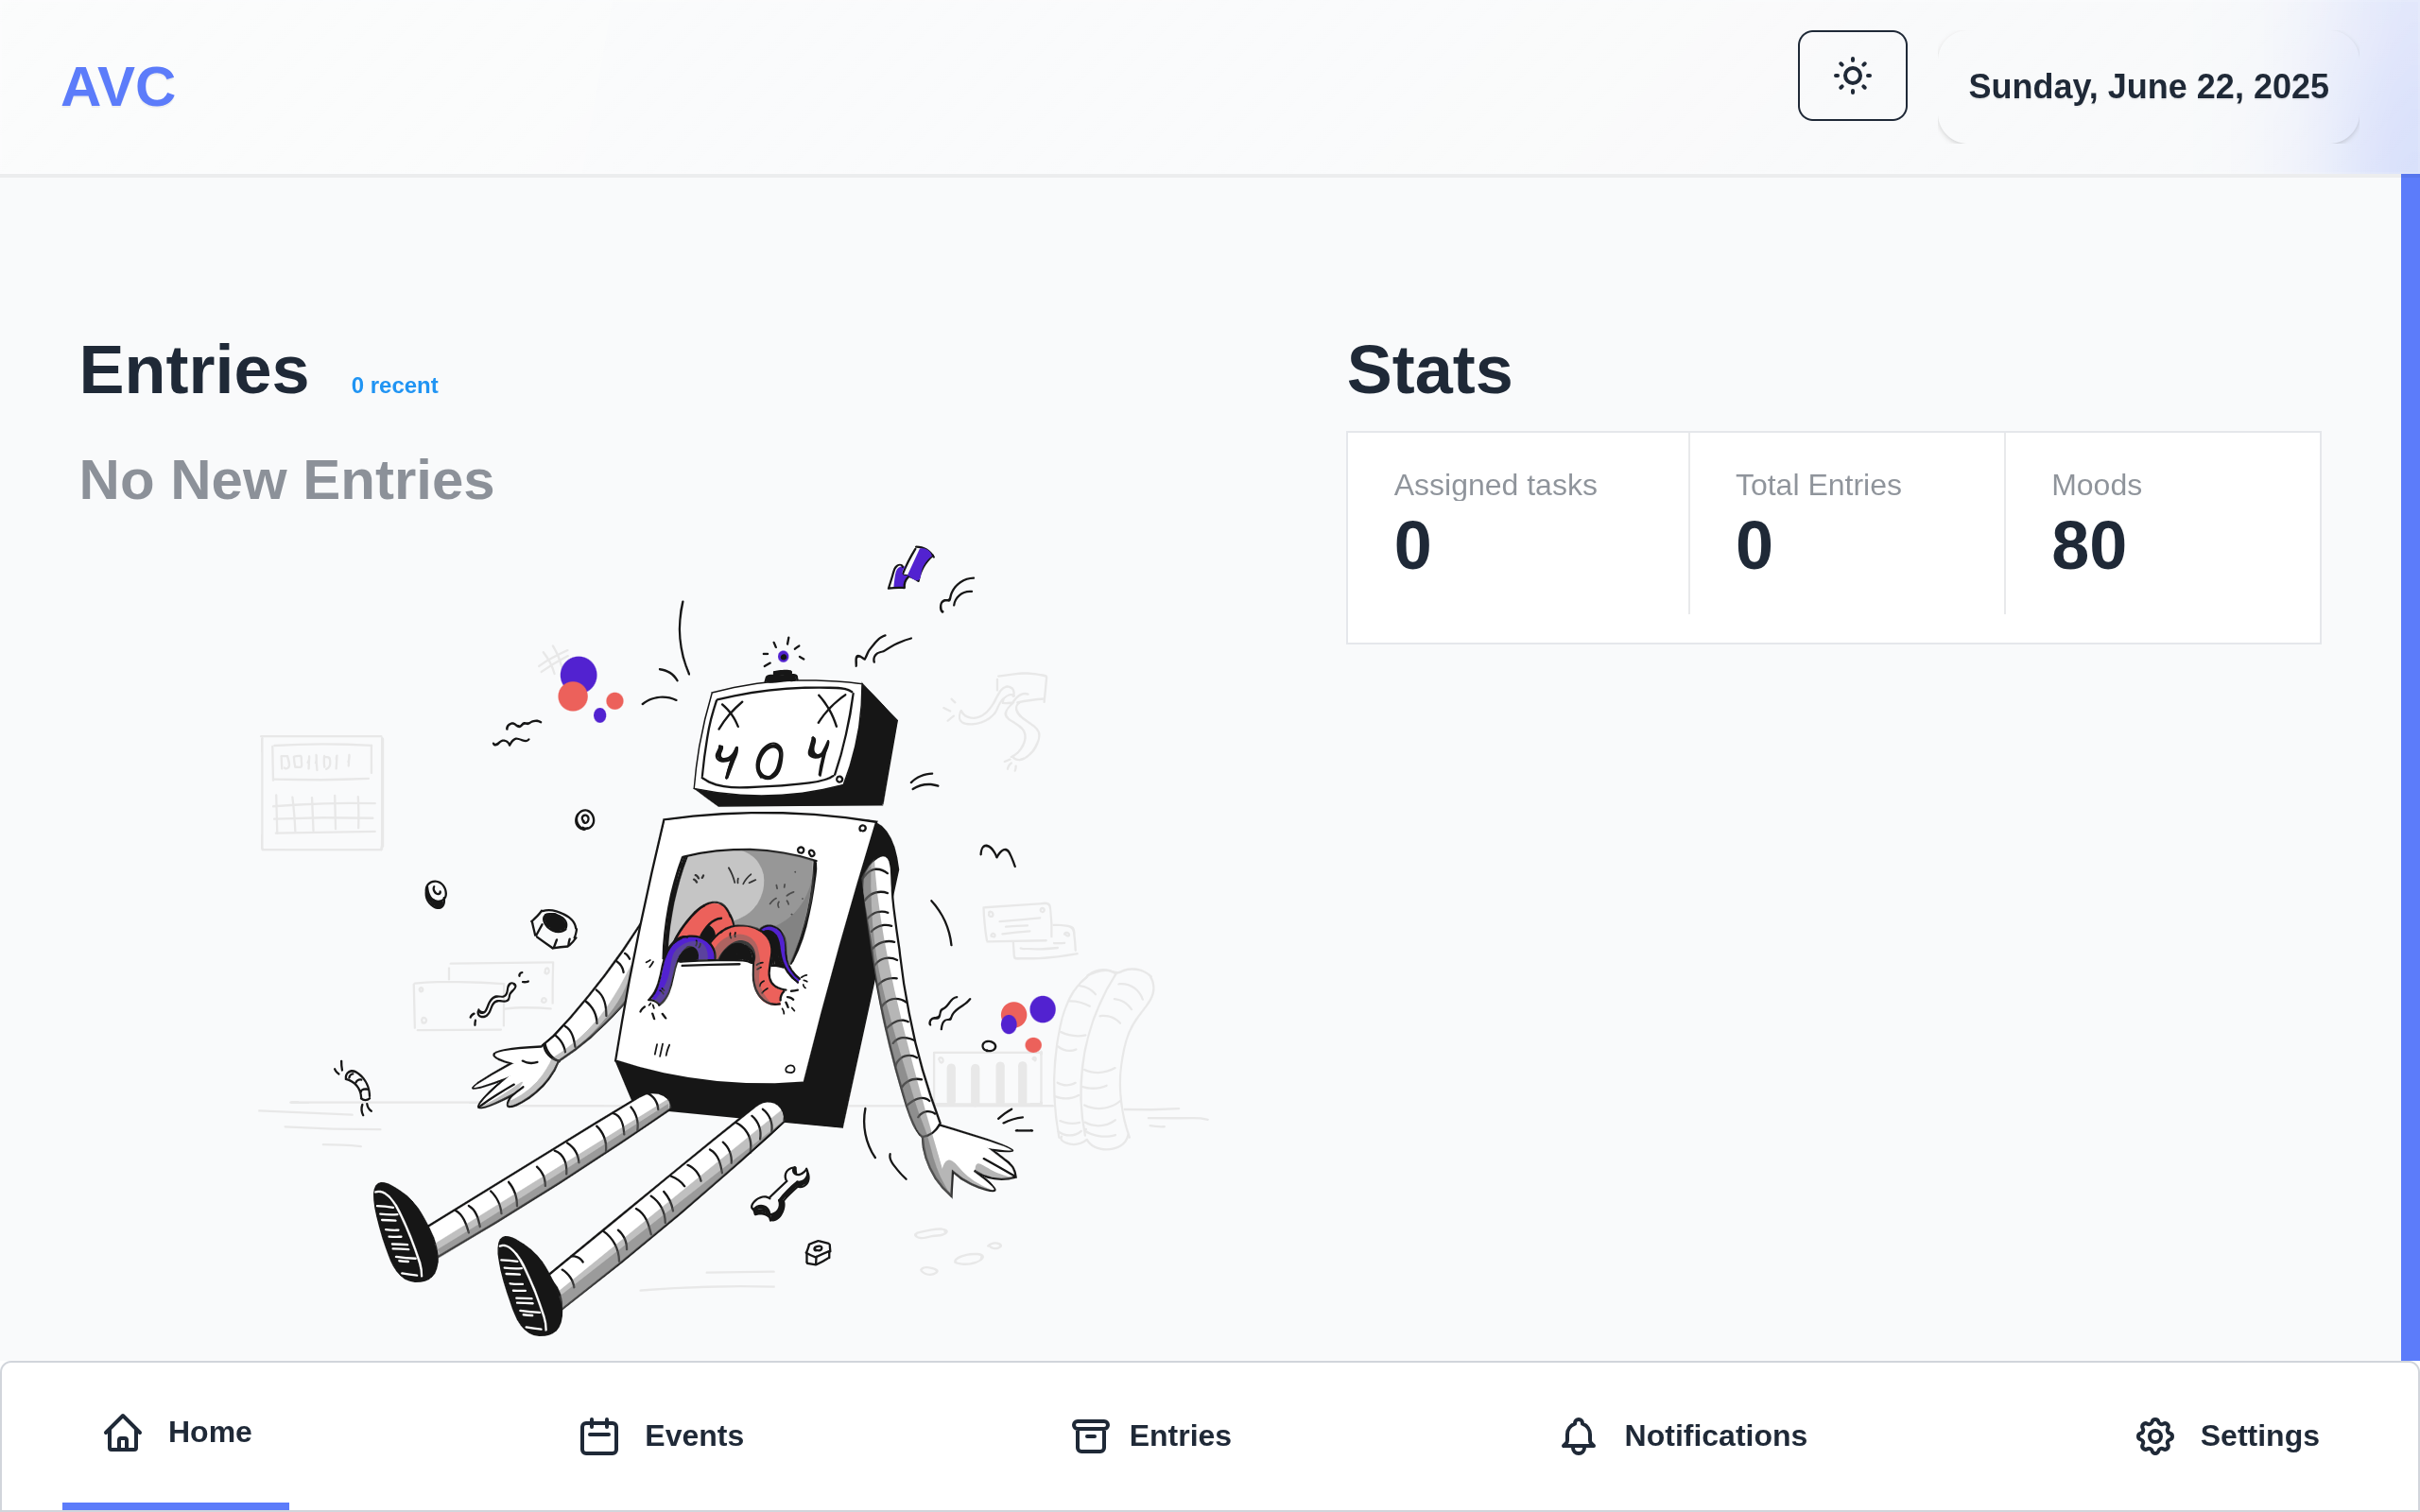 AVC
Sunday, June 22, 2025
Entries 0 recent
No New Entries
404
Stats
Assigned tasks Total Entries Moods
0 0 80
Home Events Entries Notifications Settings